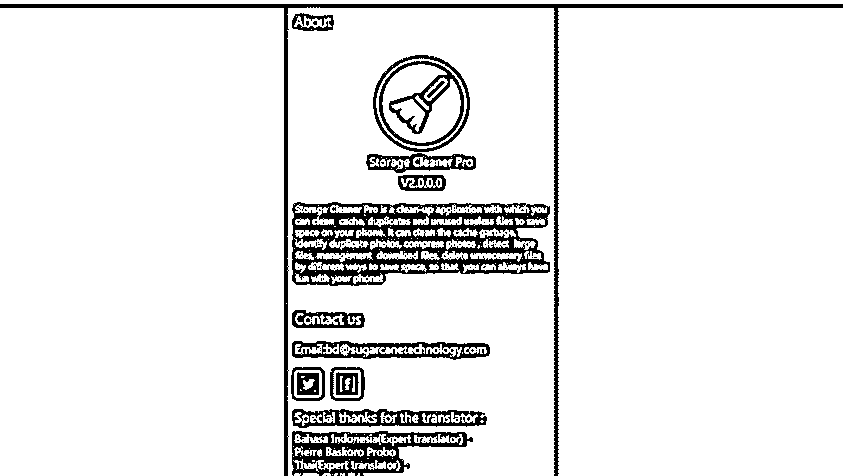 About
Storage Cleaner Pro
V2.0.0.0
Storage Cleaner Pro is a clean-up application with which you
can clean cache, duplicates and unused useless files to save
space on your phone. It can clean the cache garbage,
identify duplicate photos, compress photos , detect large
files, management download files, delete unnecessary files
by different ways to save space, so that you can always have
fun with your phone!
Contact us
Email:bd@sugarcanetechnology.com
Special thanks for the translator :
Bahasa Indonesia(Expert translator) -
Pierre Baskoro Probo
Thai(Expert translator) -